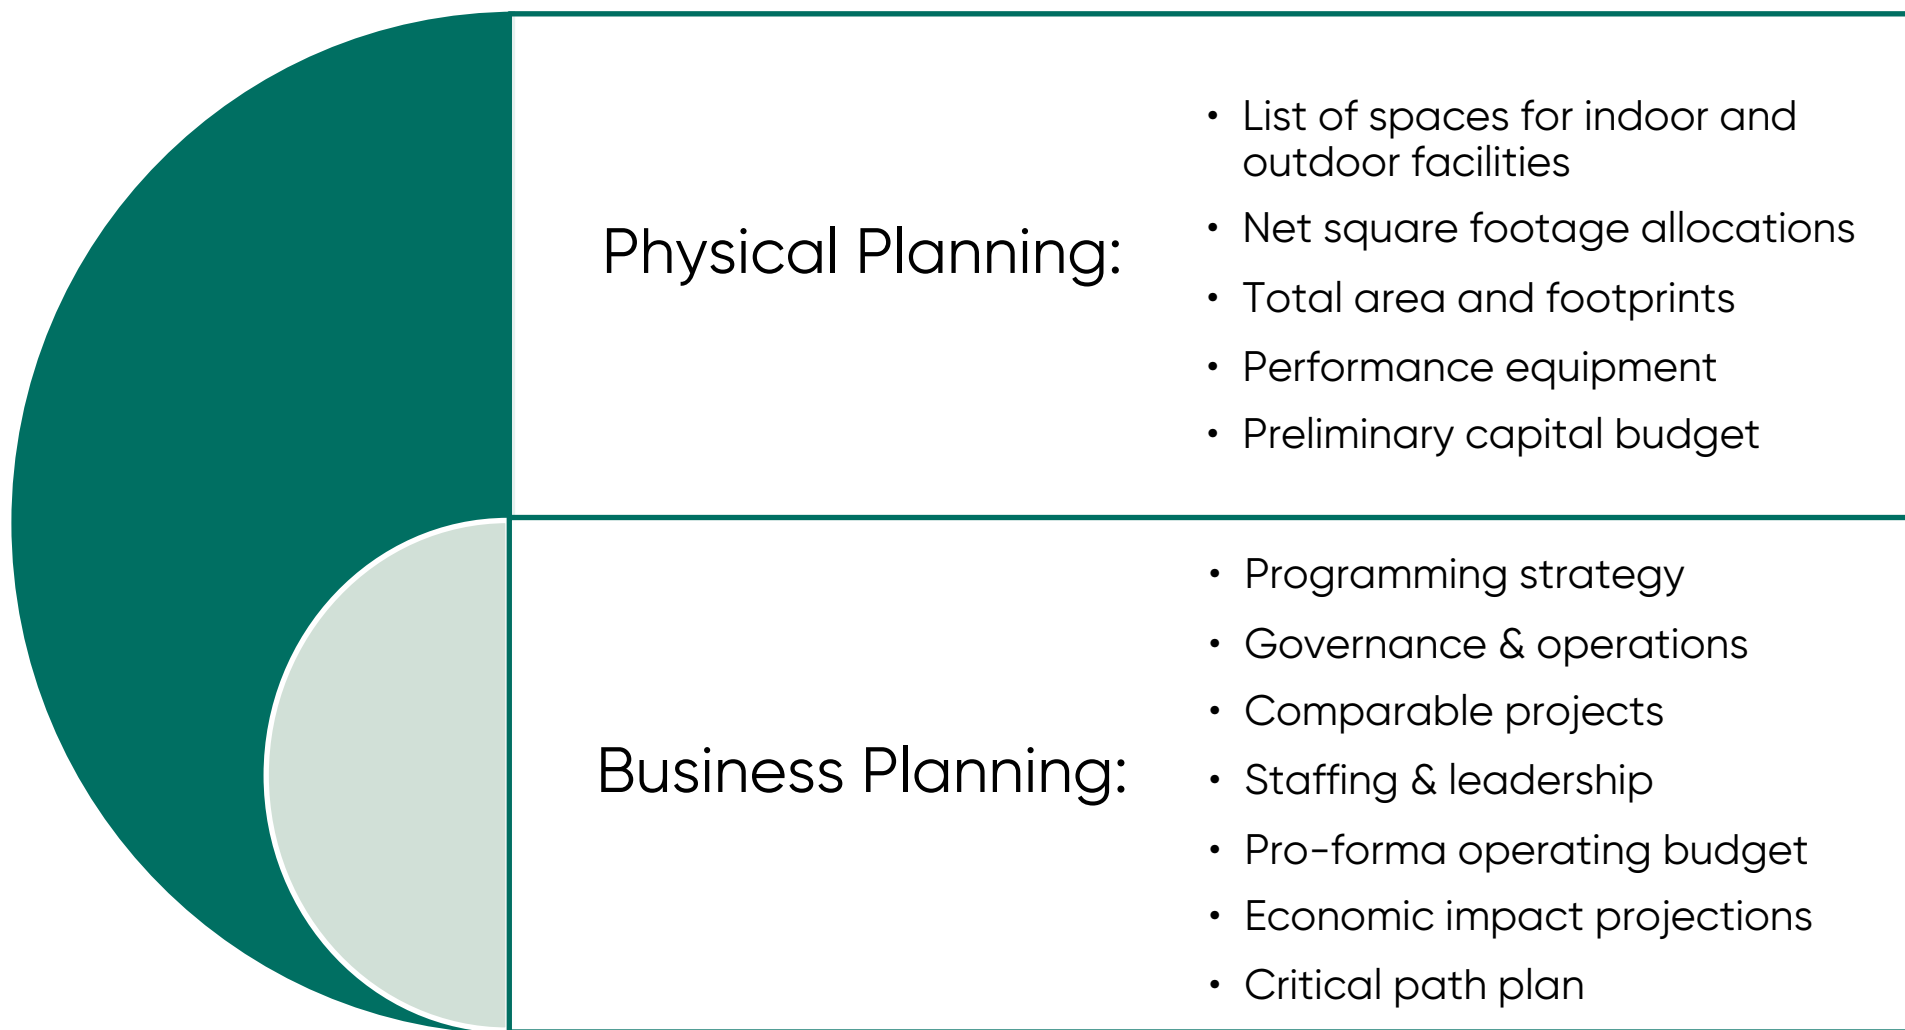 Physical Planning:
• List of spaces for indoor and
outdoor facilities
• Net square footage allocations
• Total area and footprints
• Performance equipment
• Preliminary capital budget
Business Planning:
• Programming strategy
• Governance & operations
• Comparable projects
• Staffing & leadership
• Pro-forma operating budget
• Economic impact projections
• Critical path plan